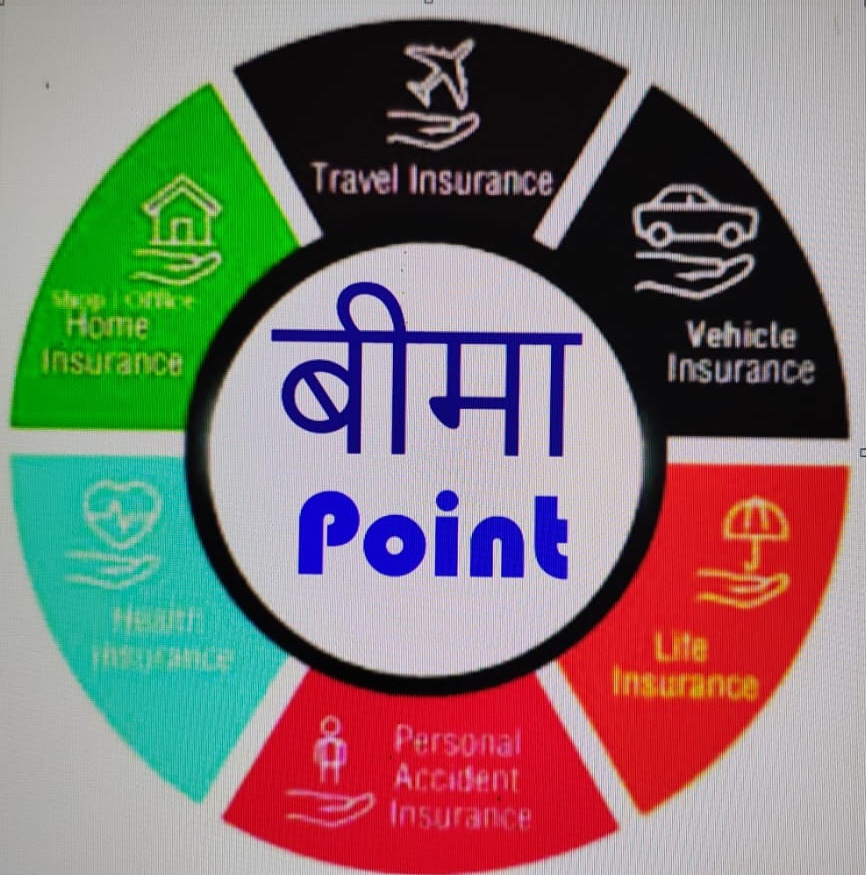 Travel Insurance
Vehicle
Insurance
Shop | Office
Home
Insurance
बीमा
Point
Health
Insurance
Life
Insurance
Personal
Accident
Insurance